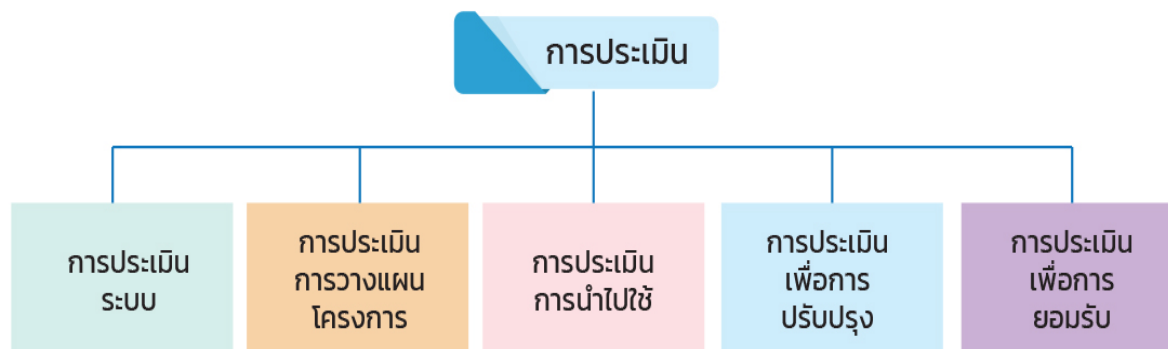 การประเมิน
การประเมิน
ระบบ
การประเมิน
การวางแผน
โครงการ
การประเมิน
การนำไปใช้
การประเมิน
เพื่อการ
ปรับปรุง
การประเมิน
เพื่อการ
ยอมรับ